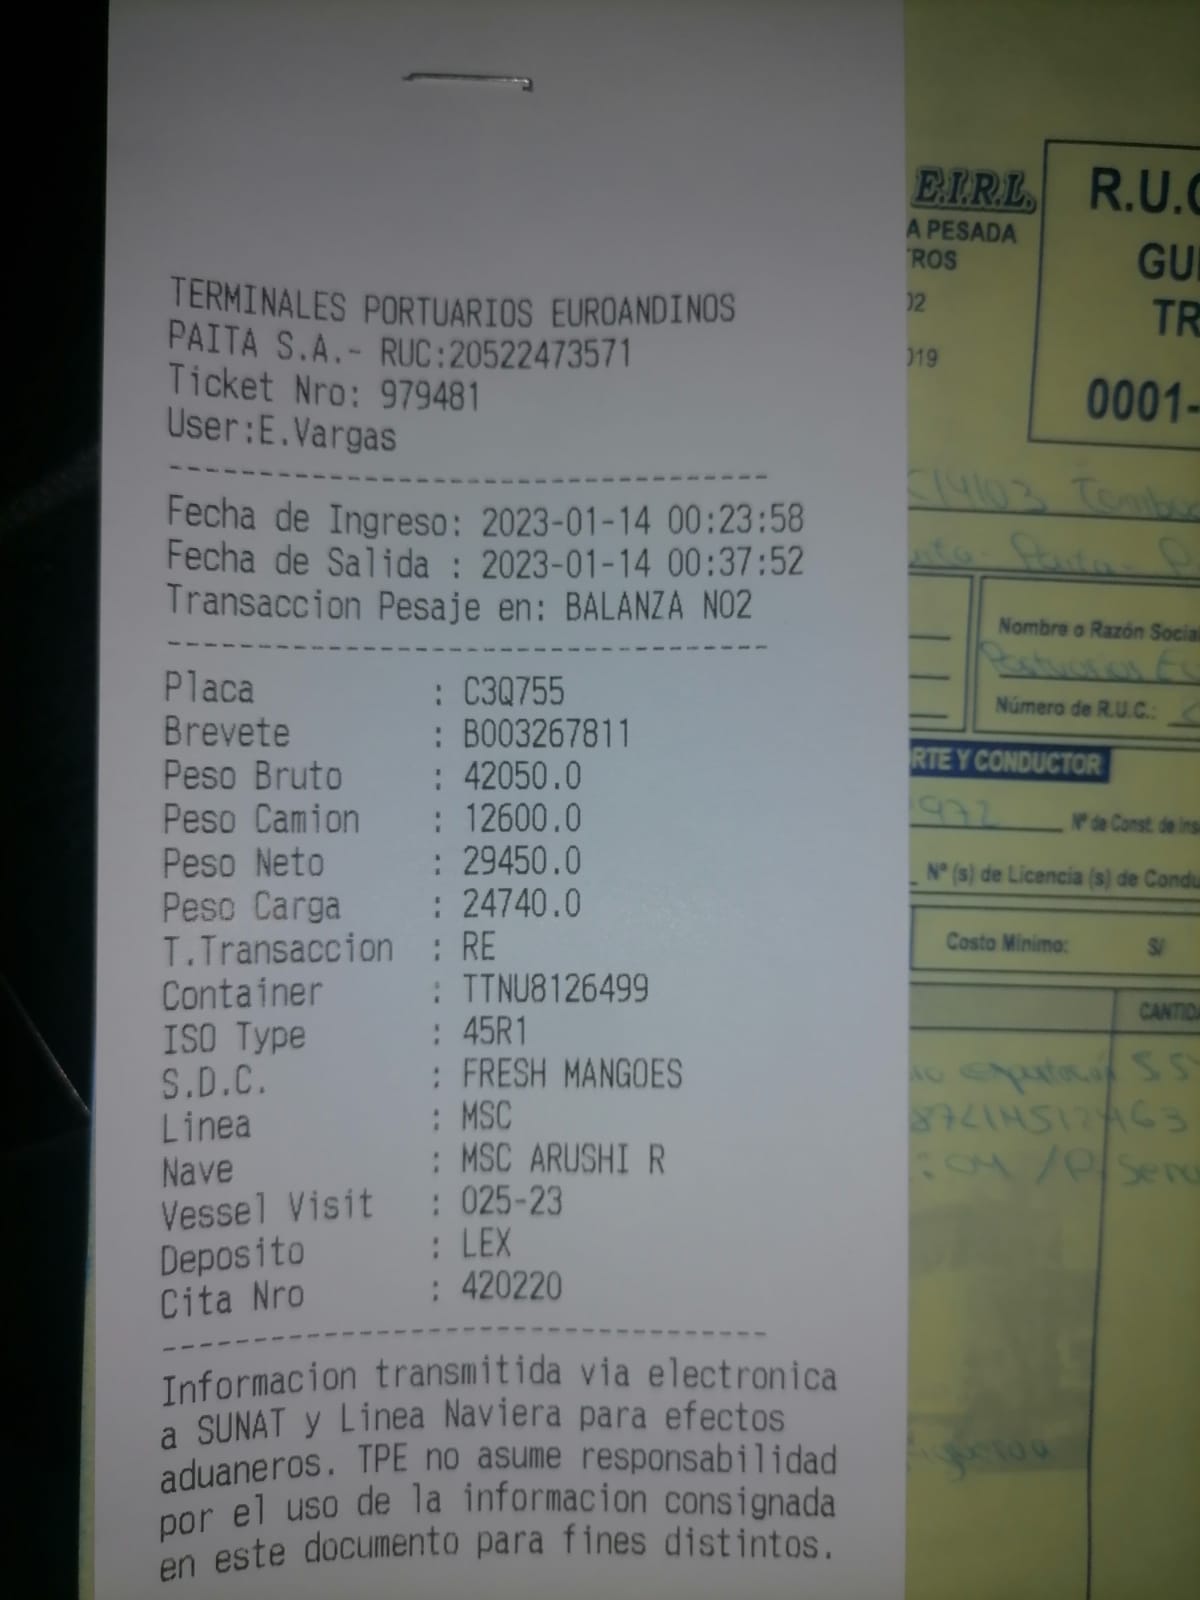 TERMINALES PORTUARIOS EUROANDINOS
PAITA S.A.- RUC:20522473571
Ticket Nro: 979481
User:E.Vargas
---------------------------------
Fecha de Ingreso: 2023-01-14 00:23:58
Fecha de Salida : 2023-01-14 00:37:52
Transaccion Pesaje en: BALANZA NO2
---------------------------------
Placa : C3Q755
Brevete : B003267811
Peso Bruto : 42050.0
Peso Camion : 12600.0
Peso Neto : 29450.0
Peso Carga : 24740.0
T.Transaccion : RE
Container : TTNU8126499
ISO Type : 45R1
S.D.C. : FRESH MANGOES
Linea : MSC
Nave : MSC ARUSHI R
Vessel Visit : 025-23
Deposito : LEX
Cita Nro : 420220
---------------------------------
Informacion transmitida via electronica
a SUNAT y Linea Naviera para efectos
aduaneros. TPE no asume responsabilidad
por el uso de la informacion consignada
en este documento para fines distintos.
E.I.R.L.
A PESADA
ROS
02
019
R.U.C
GUI
TR
0001-
Nombre o Razón Social
Portuarios
Número de R.U.C.:
RTE Y CONDUCTOR
972
Nº de Const. de Ins
Nº (s) de Licencia (s) de Condu
Costo Mínimo: S/
CANTIDA